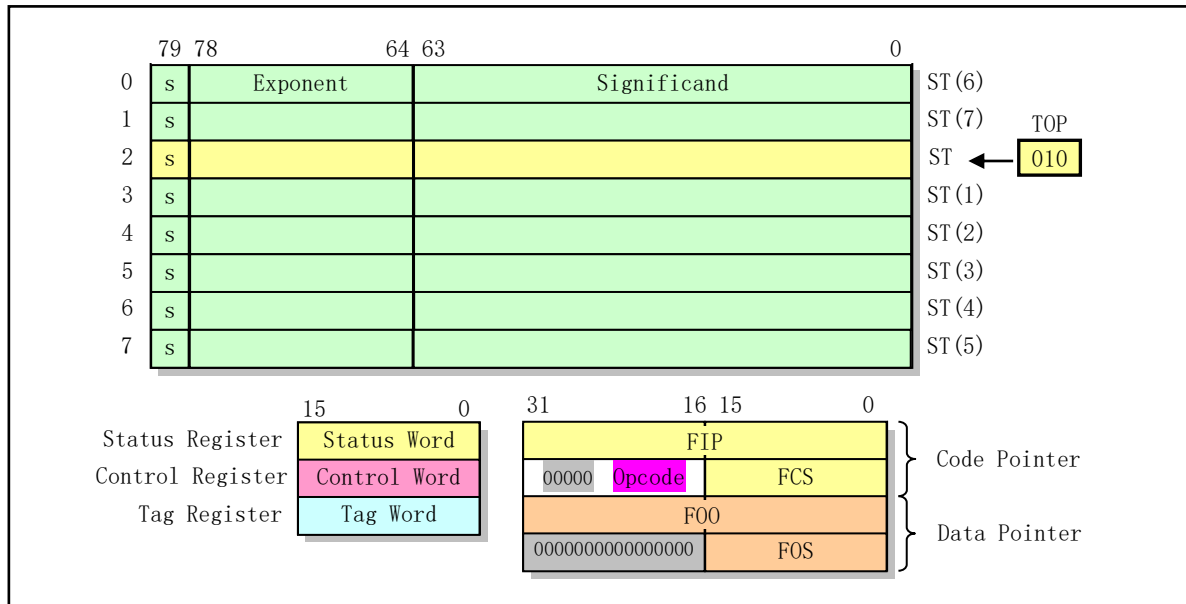 79 78 64 63 0
0 s Exponent Significand ST(6)
1 s ST(7) TOP
2 s ST 010
3 s ST(1)
4 s ST(2)
5 s ST(3)
6 s ST(4)
7 s ST(5)
15 0 31 16 15 0
Status Register Status Word FIP
Control Register Control Word 00000 Opcode FCS Code Pointer
Tag Register Tag Word FOO
0000000000000000 FOS Data Pointer